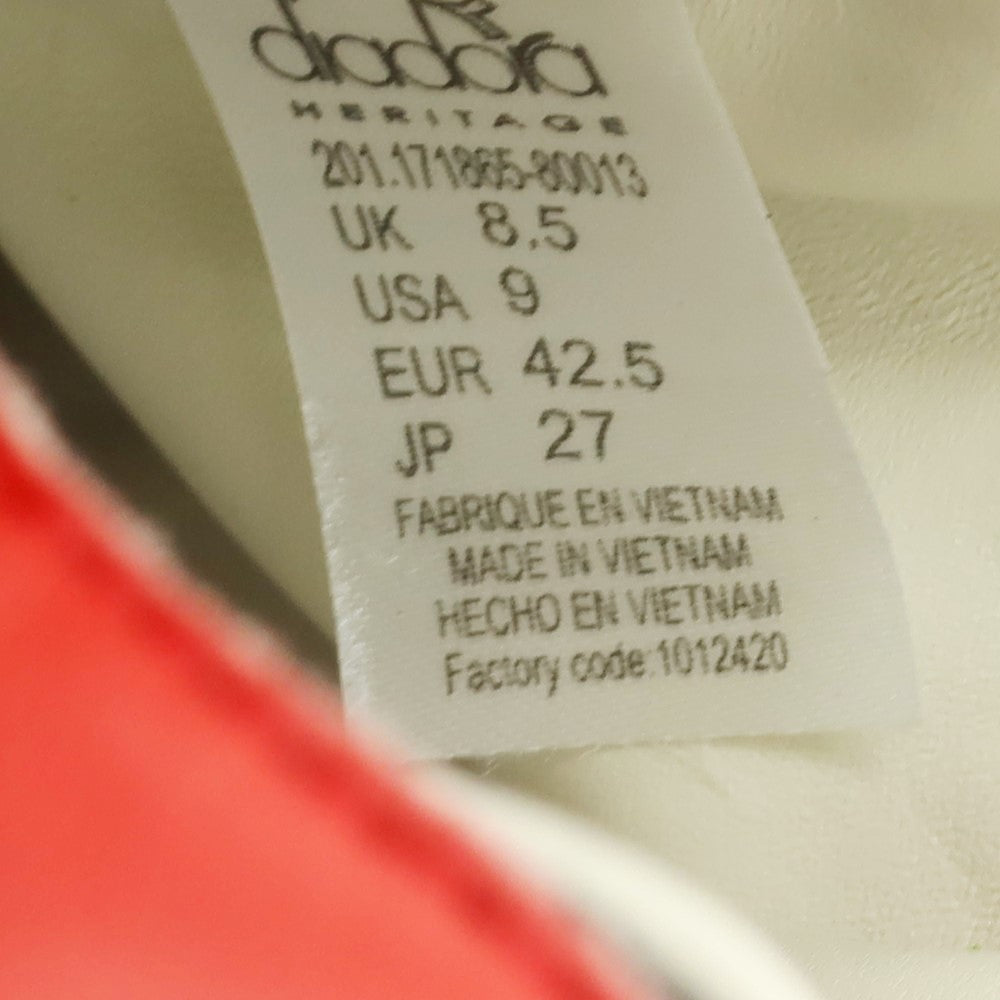 diadora
HERITAGE
201.171865-80013
UK 8.5
USA 9
EUR 42.5
JP 27
FABRIQUE EN VIETNAM
MADE IN VIETNAM
HECHO EN VIETNAM
Factory code:1012420